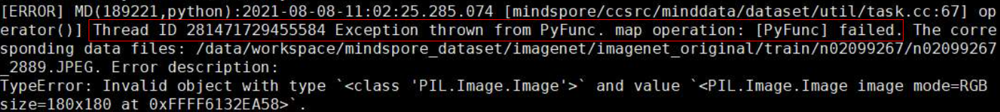 [ERROR] MD(189221,python):2021-08-08-11:02:25.285.074 [mindspore/ccsrc/minddata/dataset/util/task.cc:67] op
erator()] Thread ID 281471729455584 Exception thrown from PyFunc. map operation: [PyFunc] failed. The corre
sponding data files: /data/workspace/mindspore_dataset/imagenet/imagenet_original/train/n02099267/n02099267
_2889.JPEG. Error description:
TypeError: Invalid object with type `<class 'PIL.Image.Image'>` and value `<PIL.Image.Image image mode=RGB
size=180x180 at 0xFFFF6132EA58>`.